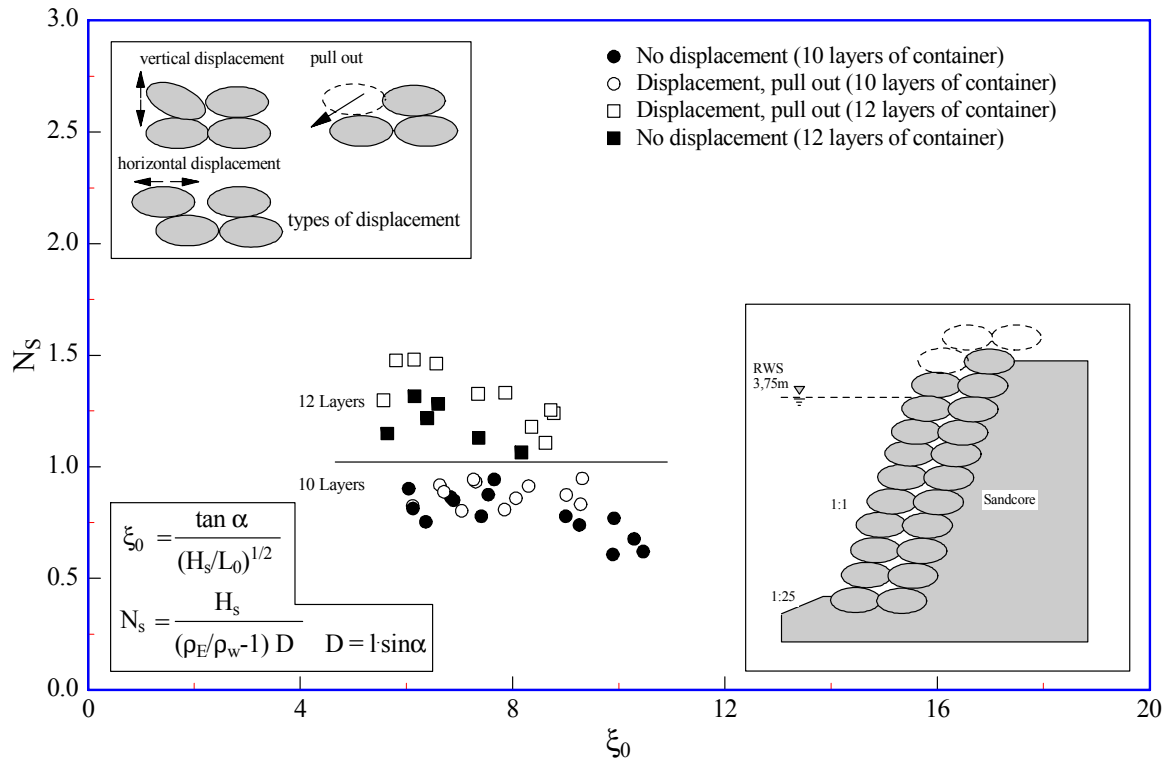 3.0
2.5
2.0
1.5
1.0
0.5
0.0
N_S
0
4
8
12
16
20
ξ_0
vertical displacement
pull out
horizontal displacement
types of displacement
No displacement (10 layers of container)
Displacement, pull out (10 layers of container)
Displacement, pull out (12 layers of container)
No displacement (12 layers of container)
12 Layers
10 Layers
ξ_0 = tan α / (H_s/L_0)^1/2
N_s = H_s / (ρ_E/ρ_w-1) D D = l·sinα
RWS
3,75m
1:1
Sandcore
1:25